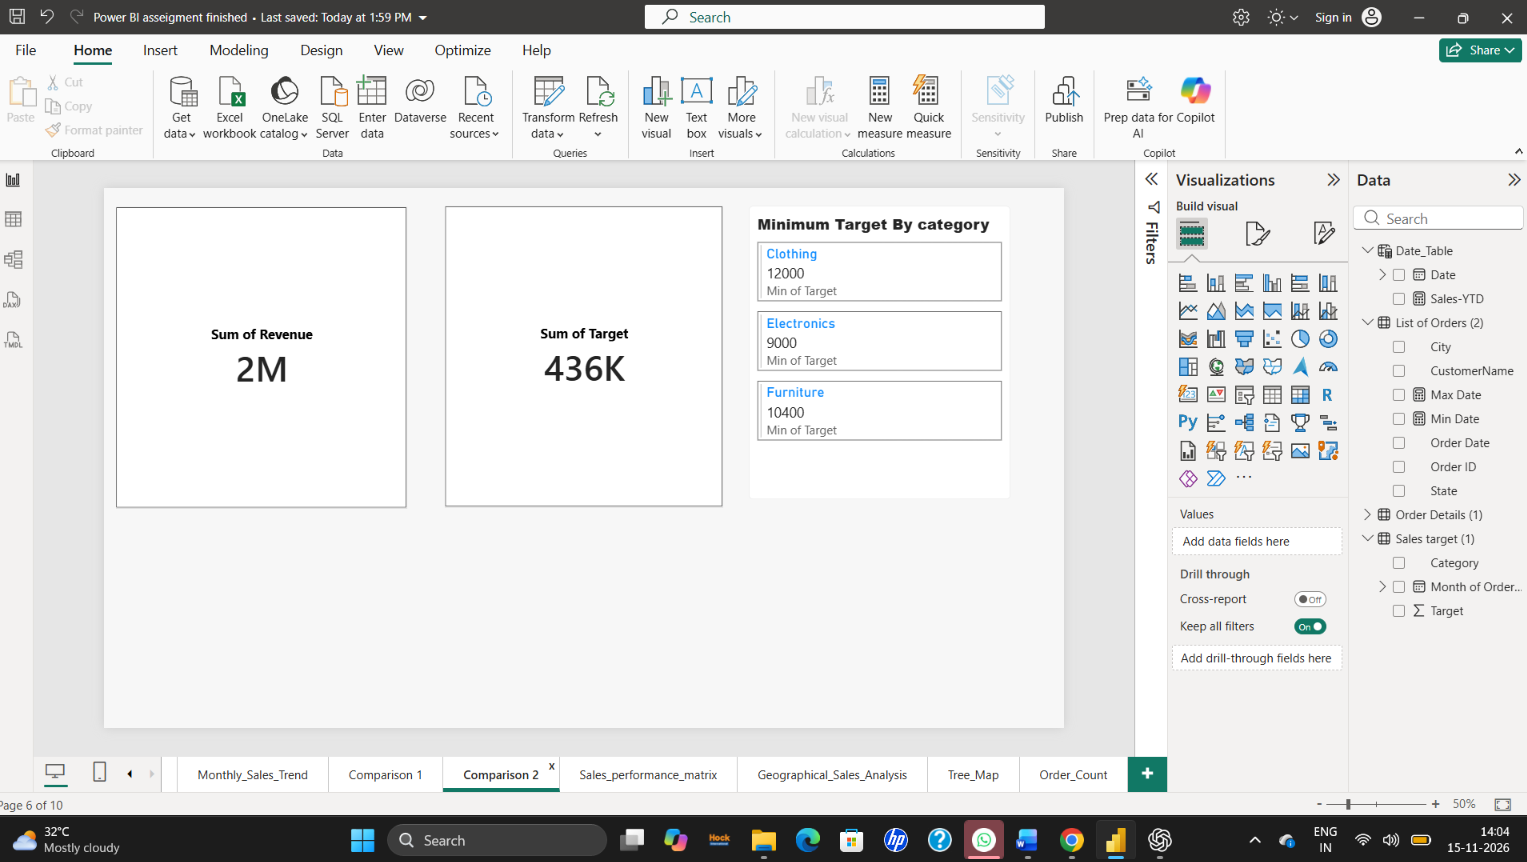 Power BI asseigment finished • Last saved: Today at 1:59 PM
Search
Sign in
File
Home
Insert
Modeling
Design
View
Optimize
Help
Share
Paste
Cut
Copy
Format painter
Clipboard
Get data
Excel workbook
OneLake catalog
SQL Server
Enter data
Dataverse
Recent sources
Data
Transform data
Refresh
Queries
New visual
A
Text box
More visuals
Insert
New visual calculation
New measure
Quick measure
Calculations
Sensitivity
Sensitivity
Publish
Share
Prep data for AI
Copilot
Copilot
DAX
TMDL
Sum of Revenue
2M
Sum of Target
436K
Minimum Target By category
Clothing
12000
Min of Target
Electronics
9000
Min of Target
Furniture
10400
Min of Target
Filters
Visualizations
Build visual
123
R
Py
Values
Add data fields here
Drill through
Cross-report
Off
Keep all filters
On
Add drill-through fields here
Data
Search
Date_Table
Date
Sales-YTD
List of Orders (2)
City
CustomerName
Max Date
Min Date
Order Date
Order ID
State
Order Details (1)
Sales target (1)
Category
Month of Order...
Σ Target
Monthly_Sales_Trend
Comparison 1
Comparison 2
x
Sales_performance_matrix
Geographical_Sales_Analysis
Tree_Map
Order_Count
+
Page 6 of 10
- + 50%
32°C
Mostly cloudy
Search
Hock
hp
?
W
ENG
IN
14:04
15-11-2026